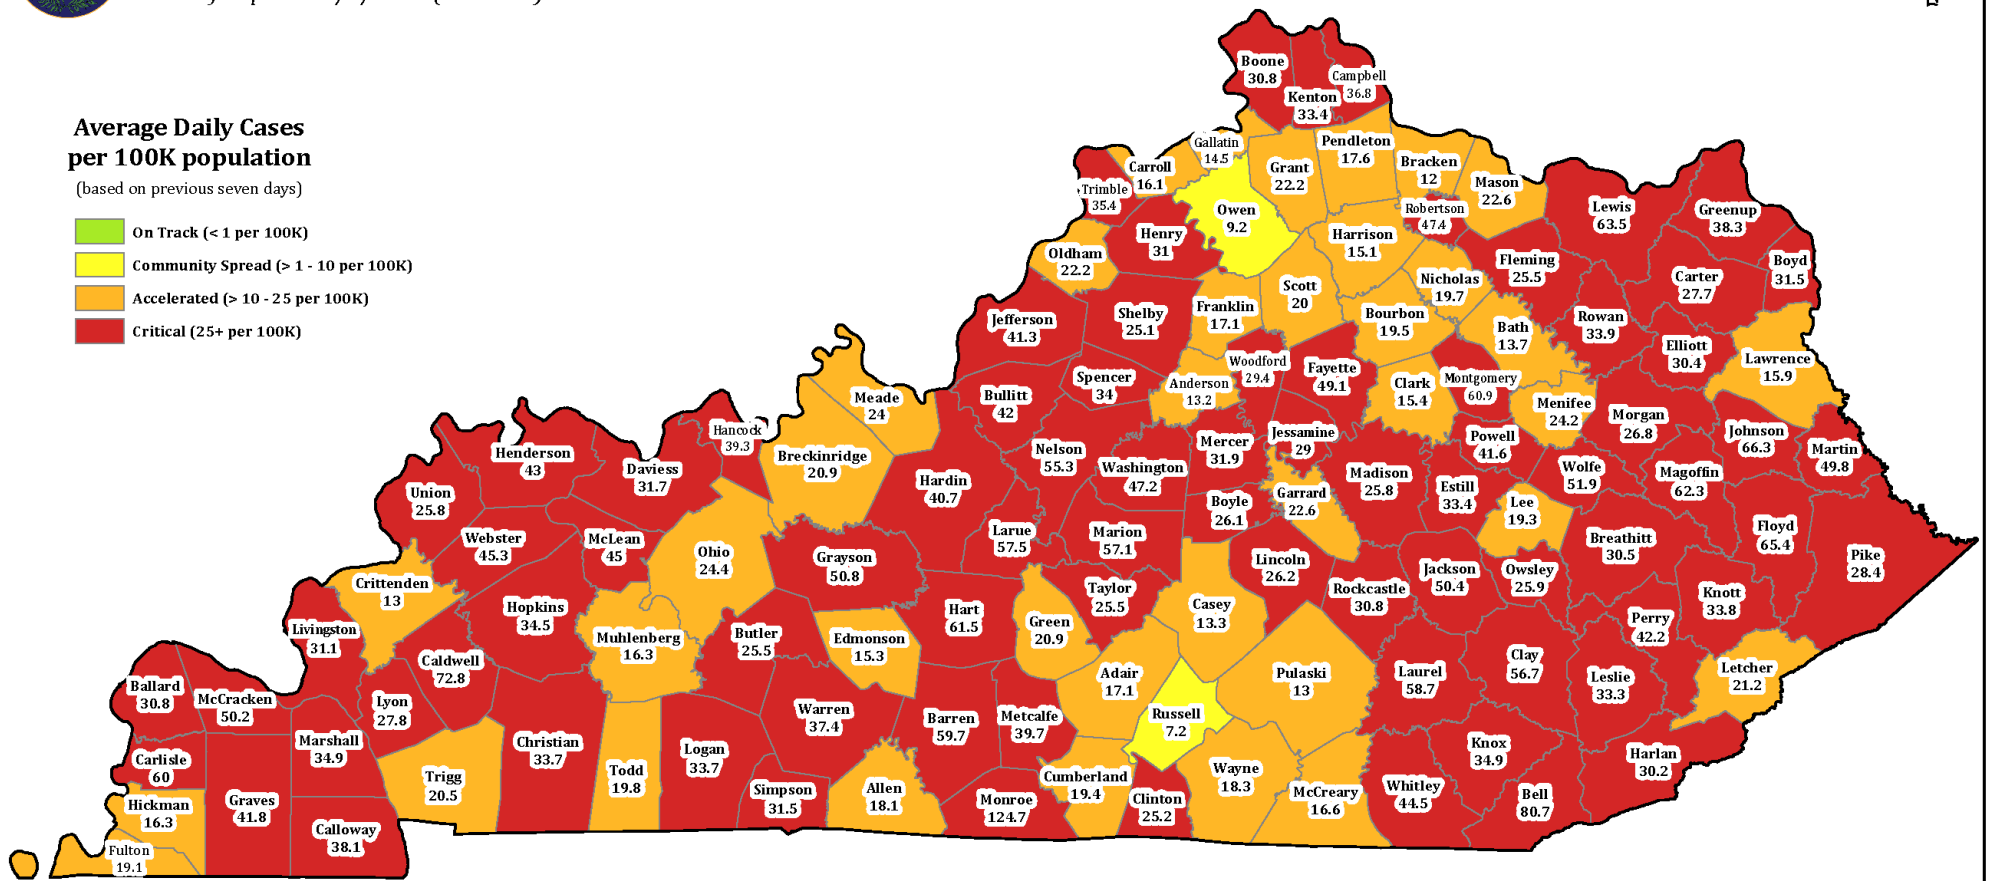 Average Daily Cases
per 100K population
(based on previous seven days)
On Track (< 1 per 100K)
Community Spread (> 1 - 10 per 100K)
Accelerated (> 10 - 25 per 100K)
Critical (25+ per 100K)
Boone
30.8
Kenton
33.4
Campbell
36.8
Gallatin
14.5
Carroll
16.1
Trimble
35.4
Owen
9.2
Grant
22.2
Pendleton
17.6
Bracken
12
Mason
22.6
Robertson
47.4
Lewis
63.5
Greenup
38.3
Henry
31
Oldham
22.2
Harrison
15.1
Fleming
25.5
Carter
27.7
Boyd
31.5
Nicholas
19.7
Scott
20
Franklin
17.1
Shelby
25.1
Jefferson
41.3
Bourbon
19.5
Bath
13.7
Rowan
33.9
Elliott
30.4
Lawrence
15.9
Woodford
29.4
Fayette
49.1
Anderson
13.2
Spencer
34
Bullitt
42
Clark
15.4
Montgomery
60.9
Menifee
24.2
Morgan
26.8
Johnson
66.3
Martin
49.8
Meade
24
Hancock
39.3
Breckinridge
20.9
Henderson
43
Daviess
31.7
Union
25.8
Hardin
40.7
Nelson
55.3
Washington
47.2
Mercer
31.9
Jessamine
29
Madison
25.8
Powell
41.6
Estill
33.4
Wolfe
51.9
Magoffin
62.3
Lee
19.3
Garrard
22.6
Boyle
26.1
Webster
45.3
McLean
45
Ohio
24.4
Grayson
50.8
Larue
57.5
Marion
57.1
Lincoln
26.2
Rockcastle
30.8
Jackson
50.4
Owsley
25.9
Breathitt
30.5
Floyd
65.4
Pike
28.4
Knott
33.8
Perry
42.2
Crittenden
13
Hopkins
34.5
Livingston
31.1
Muhlenberg
16.3
Butler
25.5
Edmonson
15.3
Hart
61.5
Green
20.9
Taylor
25.5
Casey
13.3
Adair
17.1
Pulaski
13
Laurel
58.7
Clay
56.7
Leslie
33.3
Letcher
21.2
Ballard
30.8
McCracken
50.2
Caldwell
72.8
Lyon
27.8
Marshall
34.9
Carlisle
60
Christian
33.7
Logan
33.7
Warren
37.4
Barren
59.7
Metcalfe
39.7
Russell
7.2
Knox
34.9
Harlan
30.2
Hickman
16.3
Graves
41.8
Fulton
19.1
Calloway
38.1
Trigg
20.5
Todd
19.8
Simpson
31.5
Allen
18.1
Monroe
124.7
Cumberland
19.4
Clinton
25.2
Wayne
18.3
McCreary
16.6
Whitley
44.5
Bell
80.7